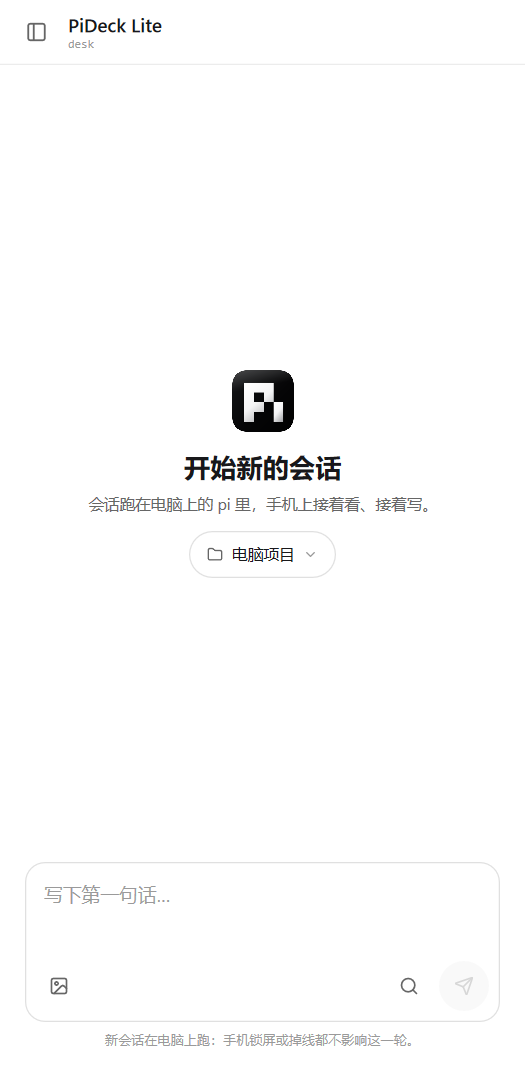 PiDeck Lite
desk
Pi
开始新的会话
会话跑在电脑上的 pi 里，手机上接着看、接着写。
电脑项目
写下第一句话...
新会话在电脑上跑：手机锁屏或掉线都不影响这一轮。